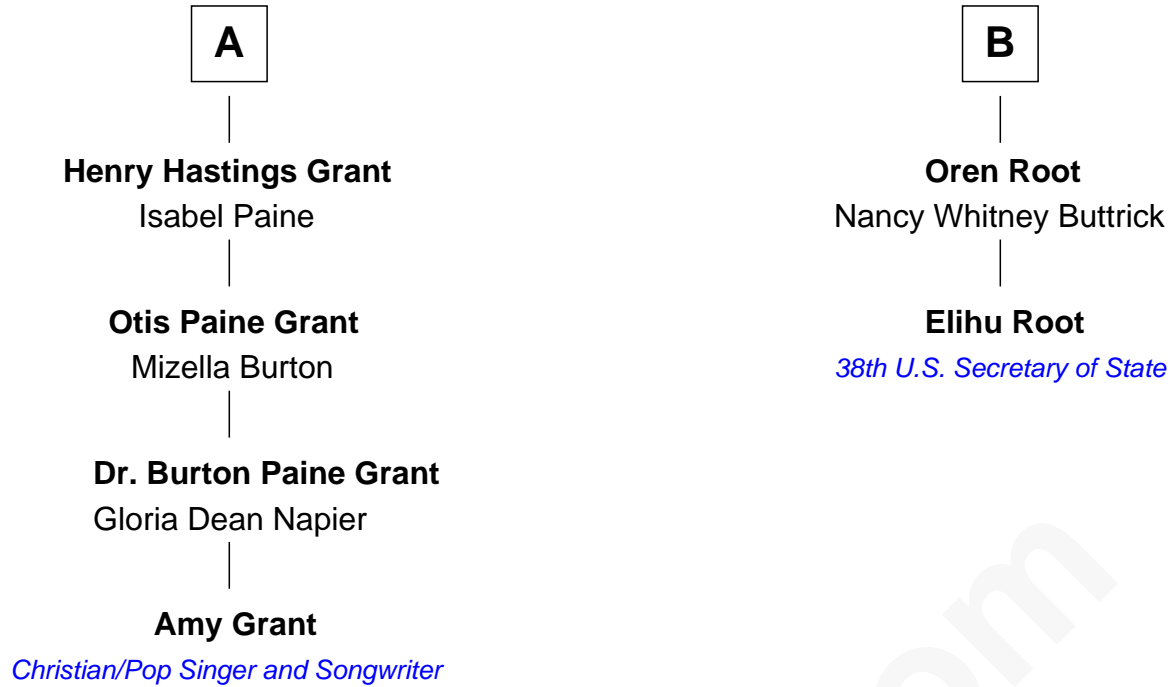 A
Henry Hastings Grant
Isabel Paine
Otis Paine Grant
Mizella Burton
Dr. Burton Paine Grant
Gloria Dean Napier
Amy Grant
Christian/Pop Singer and Songwriter
B
Oren Root
Nancy Whitney Buttrick
Elihu Root
38th U.S. Secretary of State
om